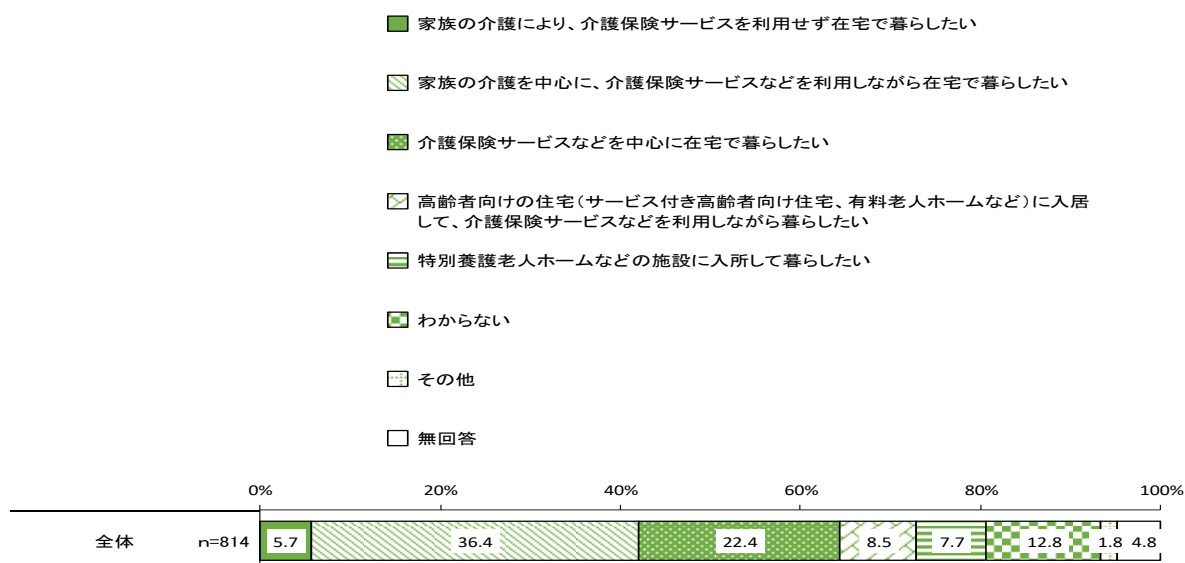 家族の介護により、介護保険サービスを利用せず在宅で暮らしたい
家族の介護を中心に、介護保険サービスなどを利用しながら在宅で暮らしたい
介護保険サービスなどを中心に在宅で暮らしたい
高齢者向けの住宅（サービス付き高齢者向け住宅、有料老人ホームなど）に入居
して、介護保険サービスなどを利用しながら暮らしたい
特別養護老人ホームなどの施設に入所して暮らしたい
わからない
その他
無回答
0% 20% 40% 60% 80% 100%
全体 n=814 5.7 36.4 22.4 8.5 7.7 12.8 1.8 4.8